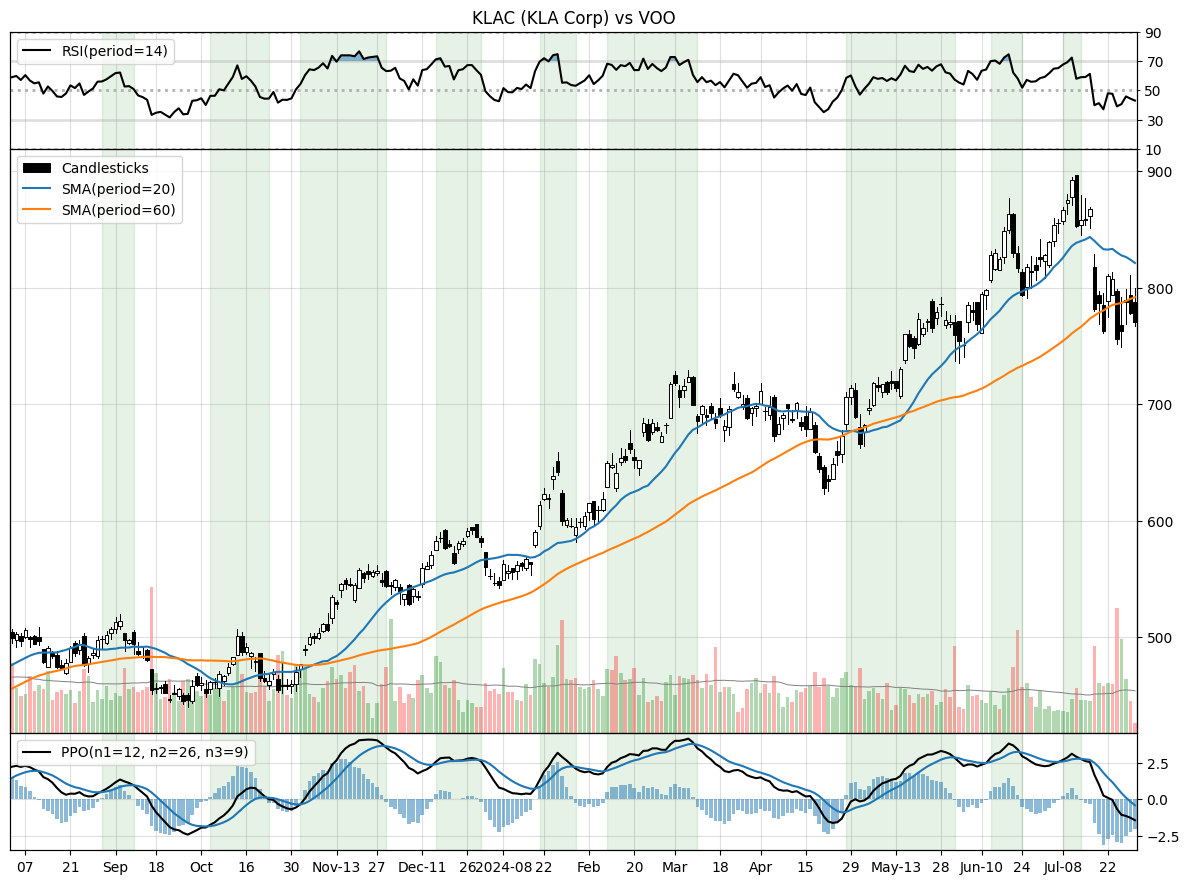 KLAC (KLA Corp) vs VOO
RSI(period=14)
90
70
50
30
10
Candlesticks
SMA(period=20)
SMA(period=60)
900
800
700
600
500
PPO(n1=12, n2=26, n3=9)
2.5
0.0
−2.5
07 21 Sep 18 Oct 16 30 Nov-13 27 Dec-11 26 2024-08 22 Feb 20 Mar 18 Apr 15 29 May-13 28 Jun-10 24 Jul-08 22